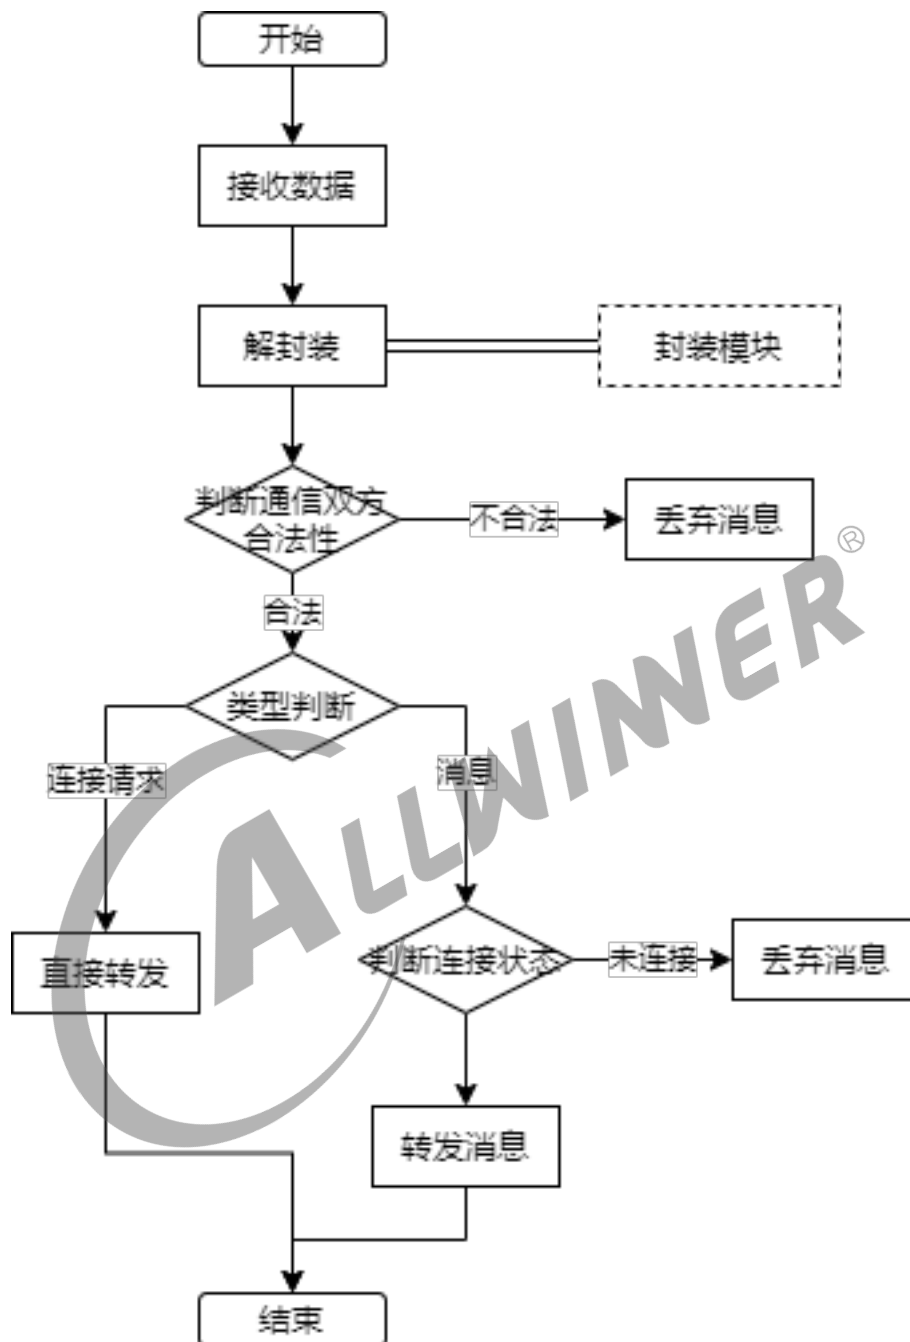 开始
接收数据
解封装
封装模块
判断通信双方
合法性
不合法
丢弃消息
合法
类型判断
连接请求
消息
ALLWINNER®
直接转发
判断连接状态
未连接
丢弃消息
转发消息
结束